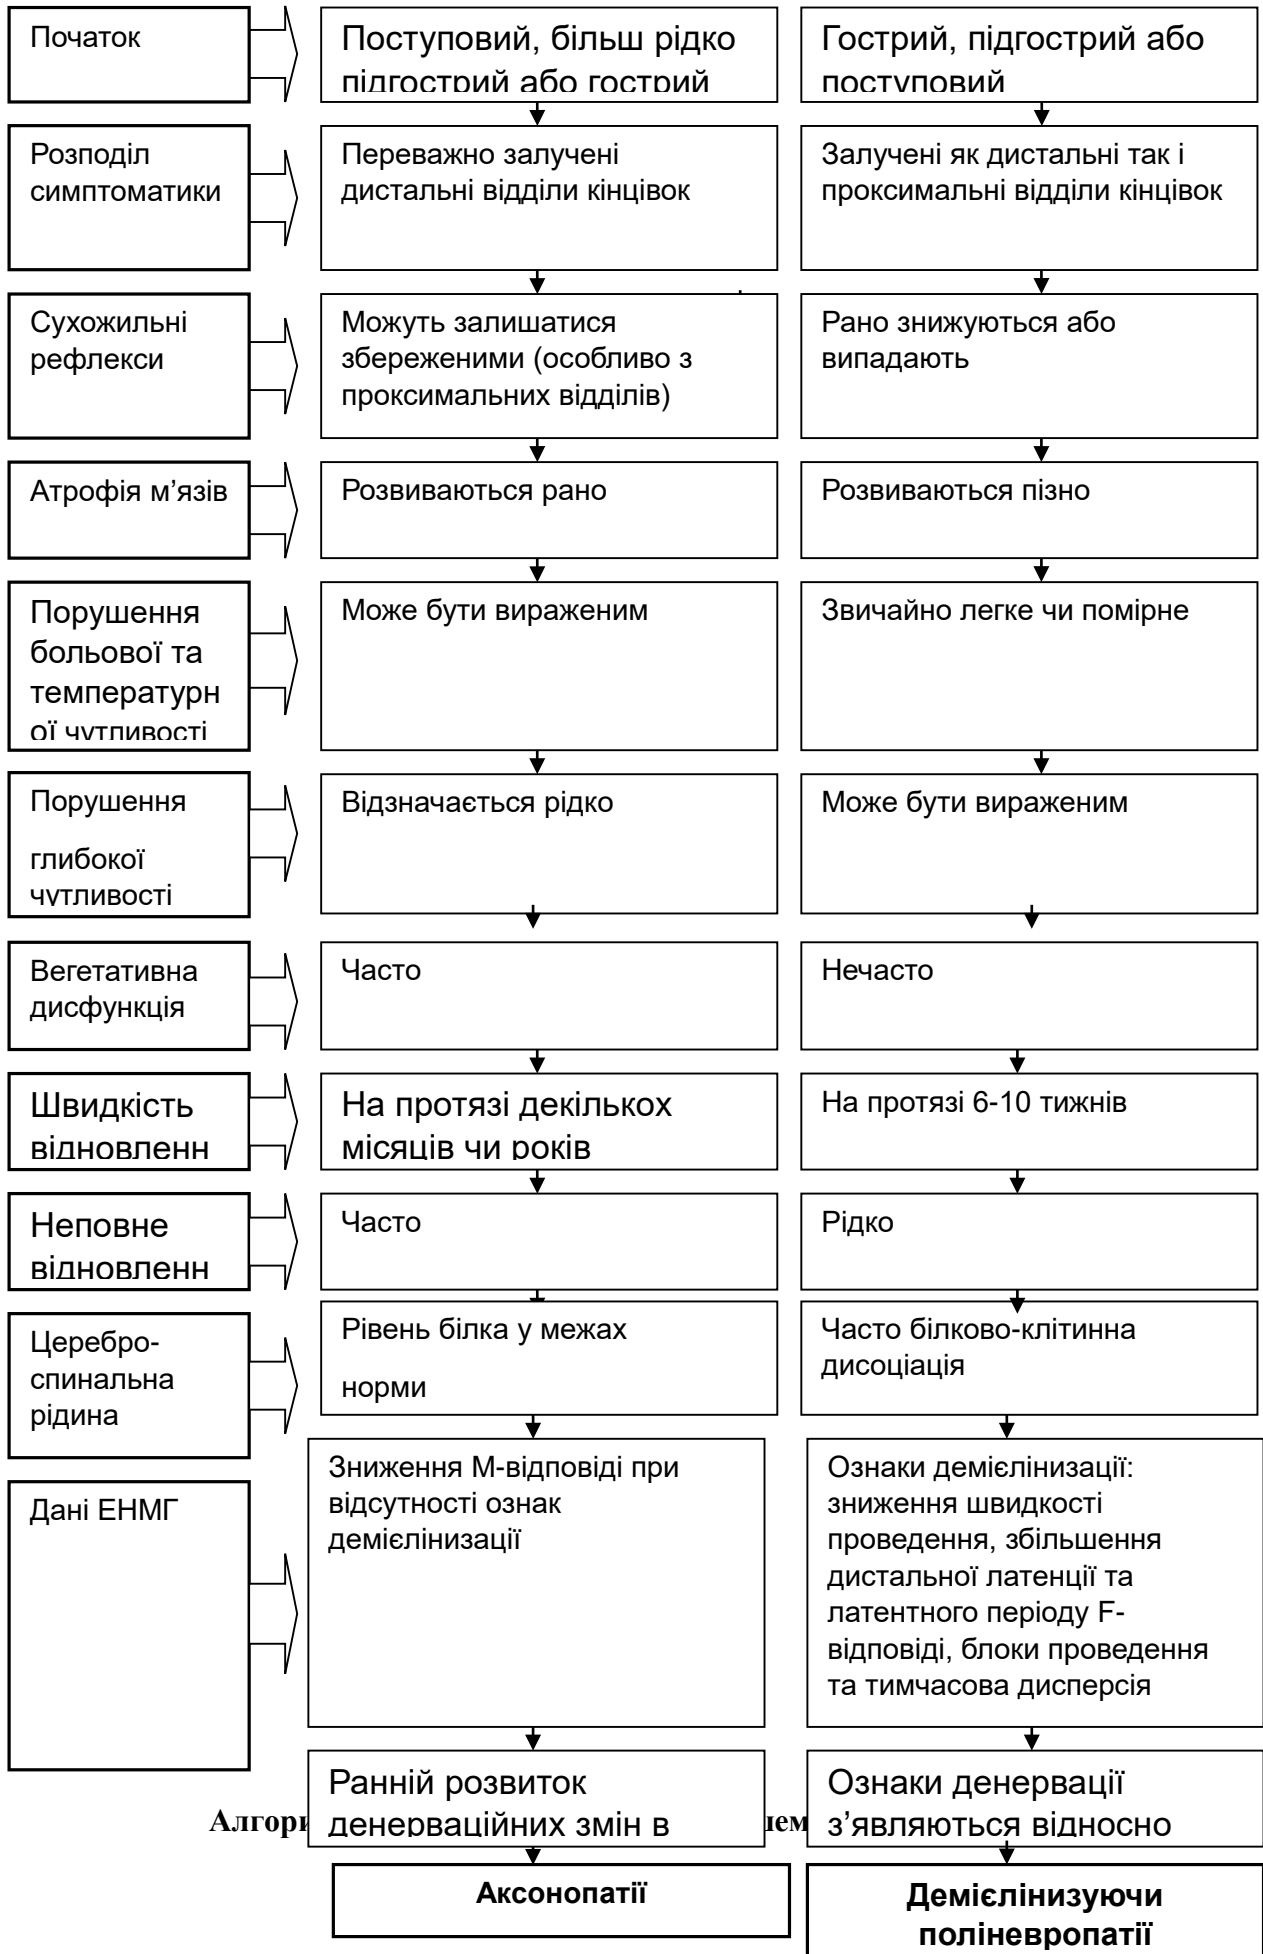 Початок
Поступовий, більш рідко
підгострий або гострий
Гострий, підгострий або
поступовий
Розподіл
симптоматики
Переважно залучені
дистальні відділи кінцівок
Залучені як дистальні так і
проксимальні відділи кінцівок
Сухожильні
рефлекси
Можуть залишатися
збереженими (особливо з
проксимальних відділів)
Рано знижуються або
випадають
Атрофія м’язів
Розвиваються рано
Розвиваються пізно
Порушення
больової та
температурн
ої чутливості
Може бути вираженим
Звичайно легке чи помірне
Порушення
глибокої
чутливості
Відзначається рідко
Може бути вираженим
Вегетативна
дисфункція
Часто
Нечасто
Швидкість
відновленн
На протязі декількох
місяців чи років
На протязі 6-10 тижнів
Неповне
відновленн
Часто
Рідко
Церебро-
спинальна
рідина
Рівень білка у межах
норми
Часто білково-клітинна
дисоціація
Дані ЕНМГ
Зниження М-відповіді при
відсутності ознак
демієлінизації
Ознаки демієлінизації:
зниження швидкості
проведення, збільшення
дистальної латенції та
латентного періоду F-
відповіді, блоки проведення
та тимчасова дисперсія
Ранній розвиток
денерваційних змін в
Ознаки денервації
з’являються відносно
Аксонопатії
Демієлінизуючи
поліневропатії